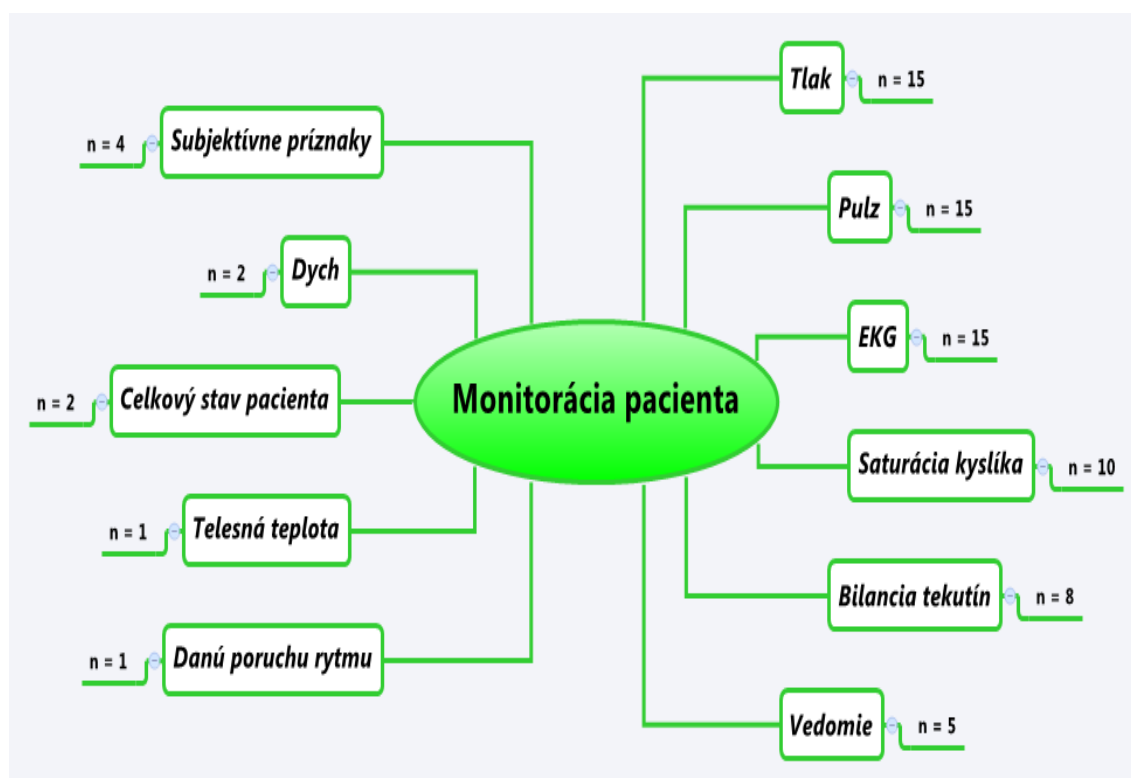 Monitorácia pacienta
Tlak
n = 15
Pulz
n = 15
EKG
n = 15
Saturácia kyslíka
n = 10
Bilancia tekutín
n = 8
Vedomie
n = 5
Subjektívne príznaky
n = 4
Dych
n = 2
Celkový stav pacienta
n = 2
Telesná teplota
n = 1
Danú poruchu rytmu
n = 1